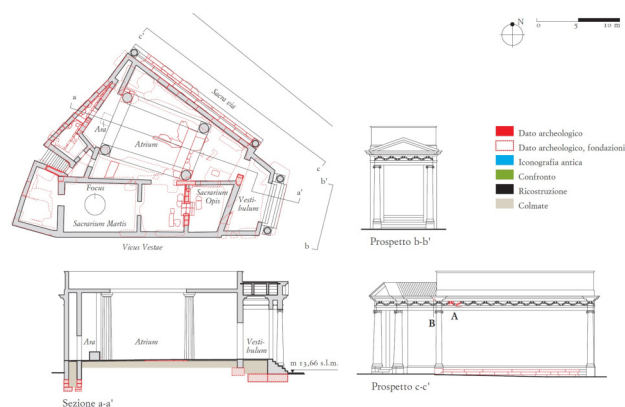 N
0 5 10 m
c
Sacra via
a
Ara
Atrium
c
a'
b'
Focus
Sacrarium
Opis
Vesti-
bulum
Sacrarium Martis
b
Vicus Vestae
Prospetto b-b'
Dato archeologico
Dato archeologico, fondazioni
Iconografia antica
Confronto
Ricostruzione
Colmate
Ara
Atrium
Vesti-
bulum
m 13,66 s.l.m.
Sezione a-a'
B
A
Prospetto c-c'